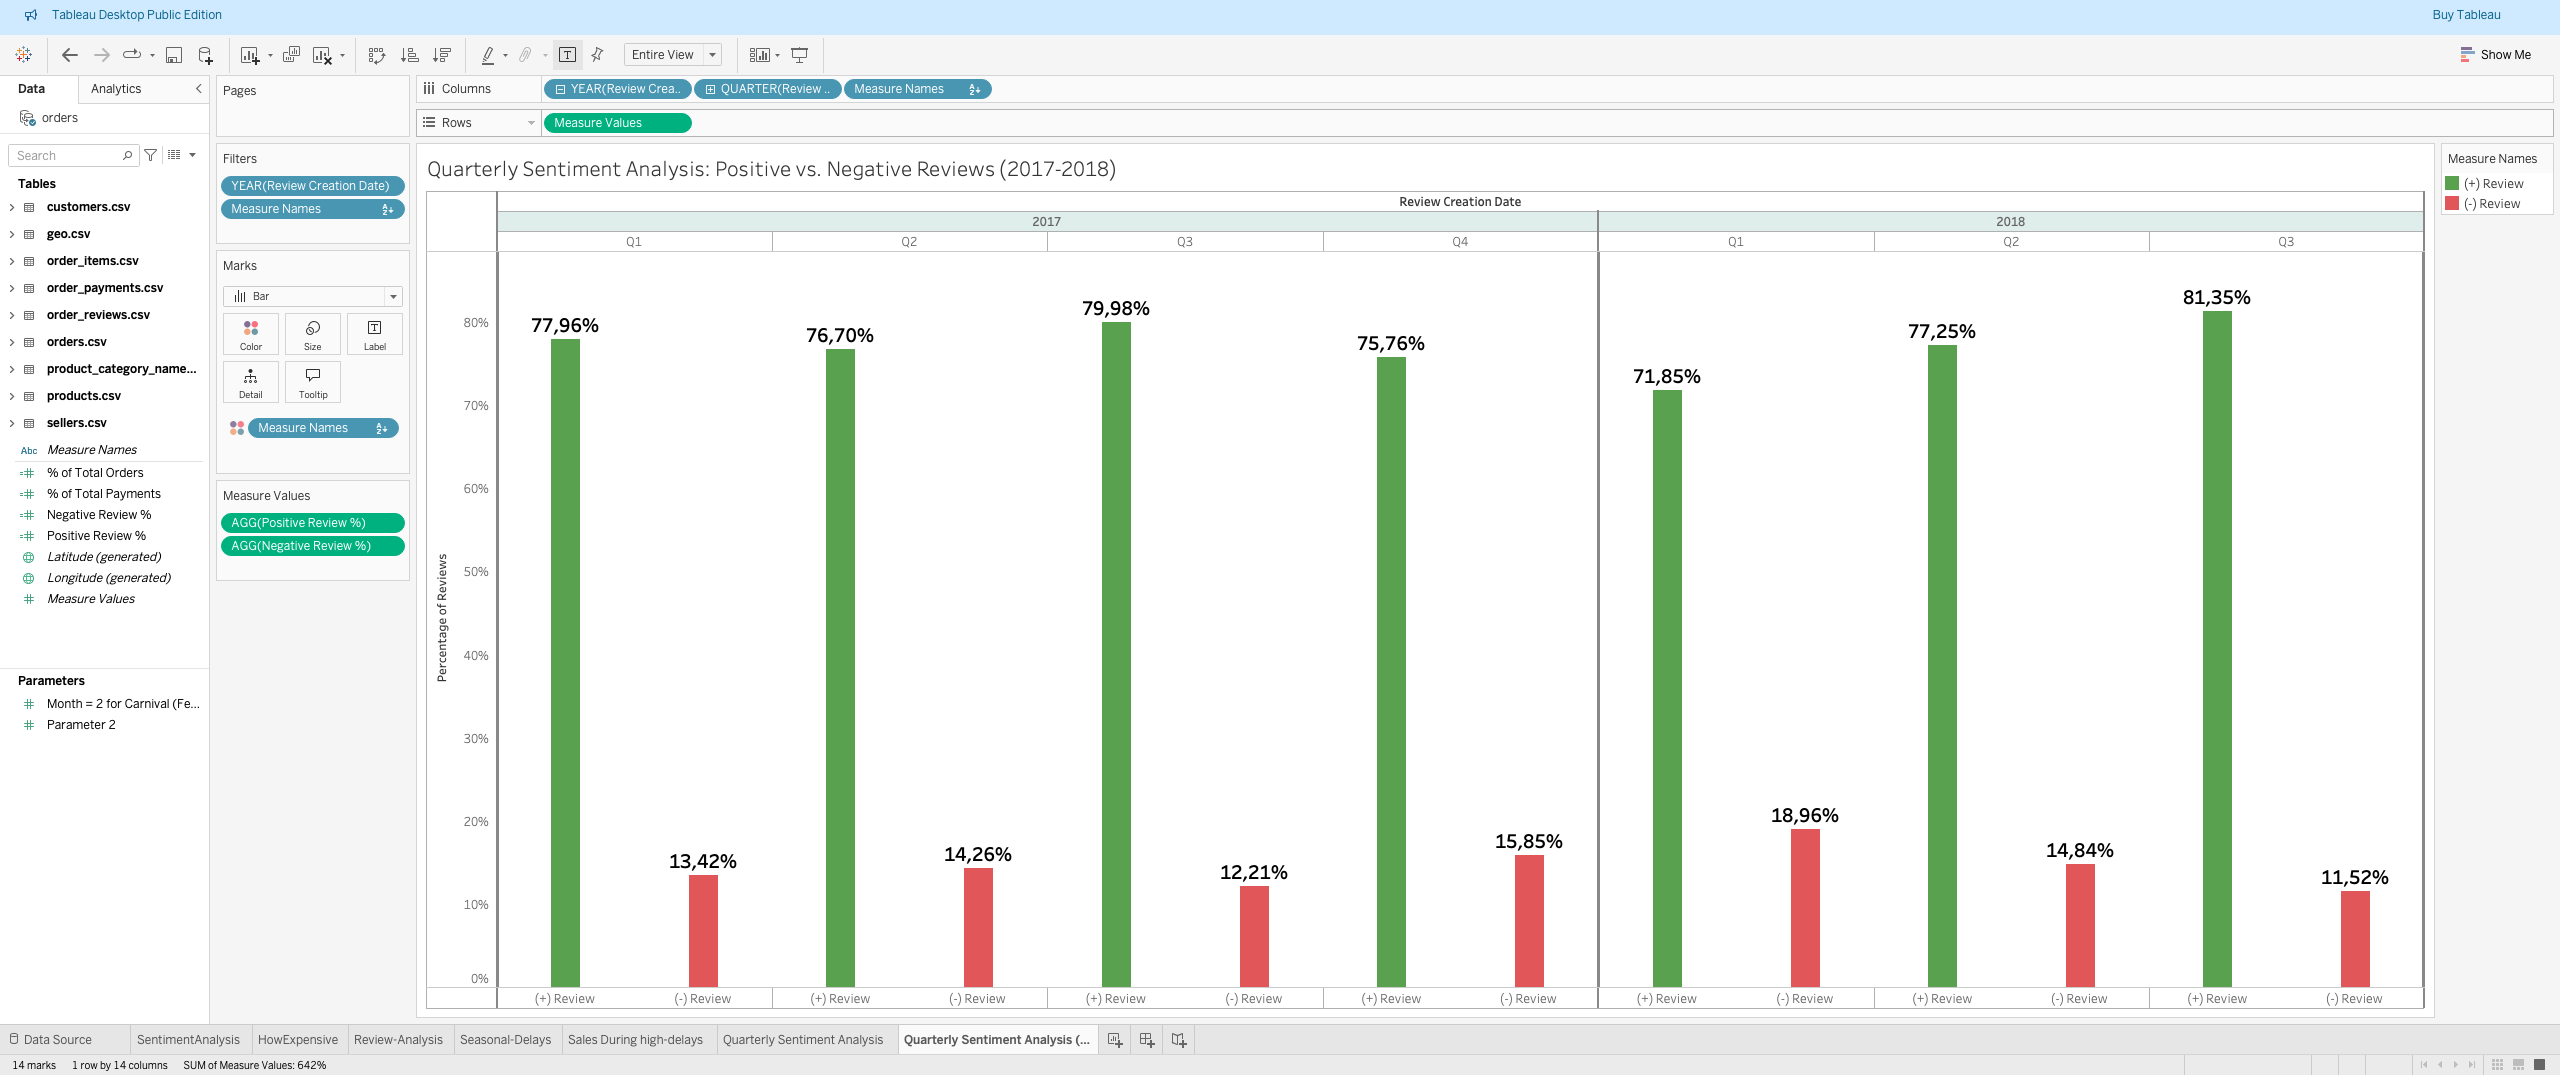 Tableau Desktop Public Edition
Buy Tableau
Entire View
Show Me
Data
Analytics
orders
Search
Tables
customers.csv
geo.csv
order_items.csv
order_payments.csv
order_reviews.csv
orders.csv
product_category_name...
products.csv
sellers.csv
Abc Measure Names
% of Total Orders
% of Total Payments
Negative Review %
Positive Review %
Latitude (generated)
Longitude (generated)
Measure Values
Parameters
Month = 2 for Carnival (Fe...
Parameter 2
Pages
Filters
YEAR(Review Creation Date)
Measure Names
Marks
Bar
Color
Size
Label
Detail
Tooltip
Measure Names
Measure Values
AGG(Positive Review %)
AGG(Negative Review %)
Columns
YEAR(Review Crea..
QUARTER(Review ..
Measure Names
Rows
Measure Values
Quarterly Sentiment Analysis: Positive vs. Negative Reviews (2017-2018)
Review Creation Date
2017
2018
Q1
Q2
Q3
Q4
Q1
Q2
Q3
Percentage of Reviews
80%
70%
60%
50%
40%
30%
20%
10%
0%
77,96%
13,42%
76,70%
14,26%
79,98%
12,21%
75,76%
15,85%
71,85%
18,96%
77,25%
14,84%
81,35%
11,52%
(+) Review
(-) Review
(+) Review
(-) Review
(+) Review
(-) Review
(+) Review
(-) Review
(+) Review
(-) Review
(+) Review
(-) Review
(+) Review
(-) Review
Measure Names
(+) Review
(-) Review
Data Source
SentimentAnalysis
HowExpensive
Review-Analysis
Seasonal-Delays
Sales During high-delays
Quarterly Sentiment Analysis
Quarterly Sentiment Analysis (...
14 marks
1 row by 14 columns
SUM of Measure Values: 642%